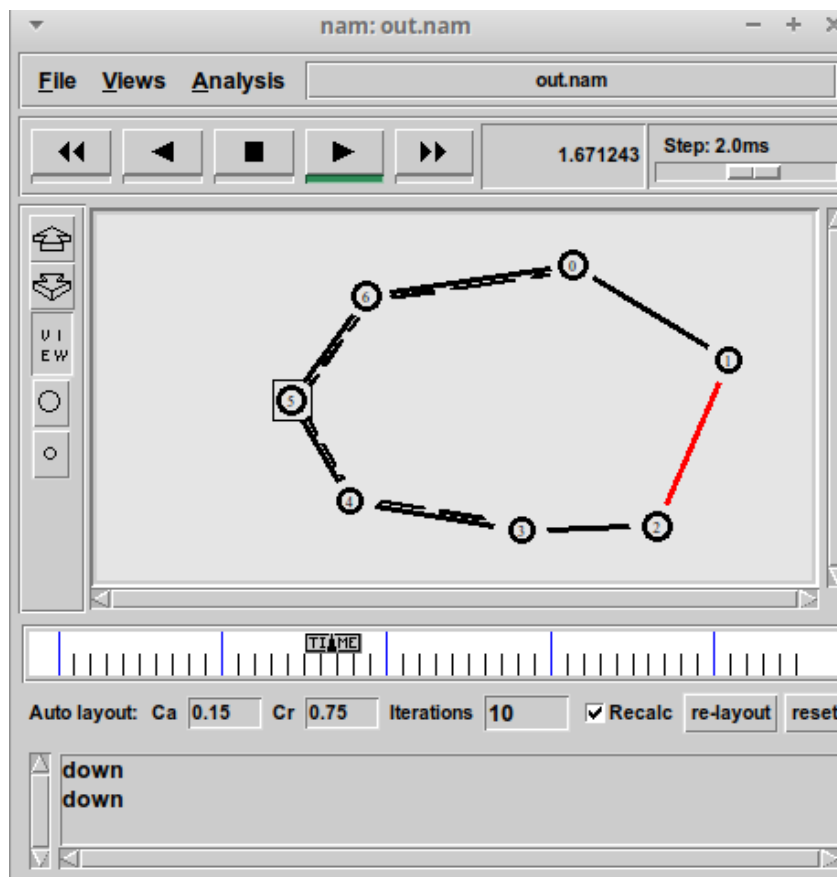 nam: out.nam
File Views Analysis out.nam
1.671243 Step: 2.0ms
V I
E W
0
6
1
5
4
3
2
TIME
Auto layout: Ca 0.15 Cr 0.75 Iterations 10 Recalc re-layout reset
down
down